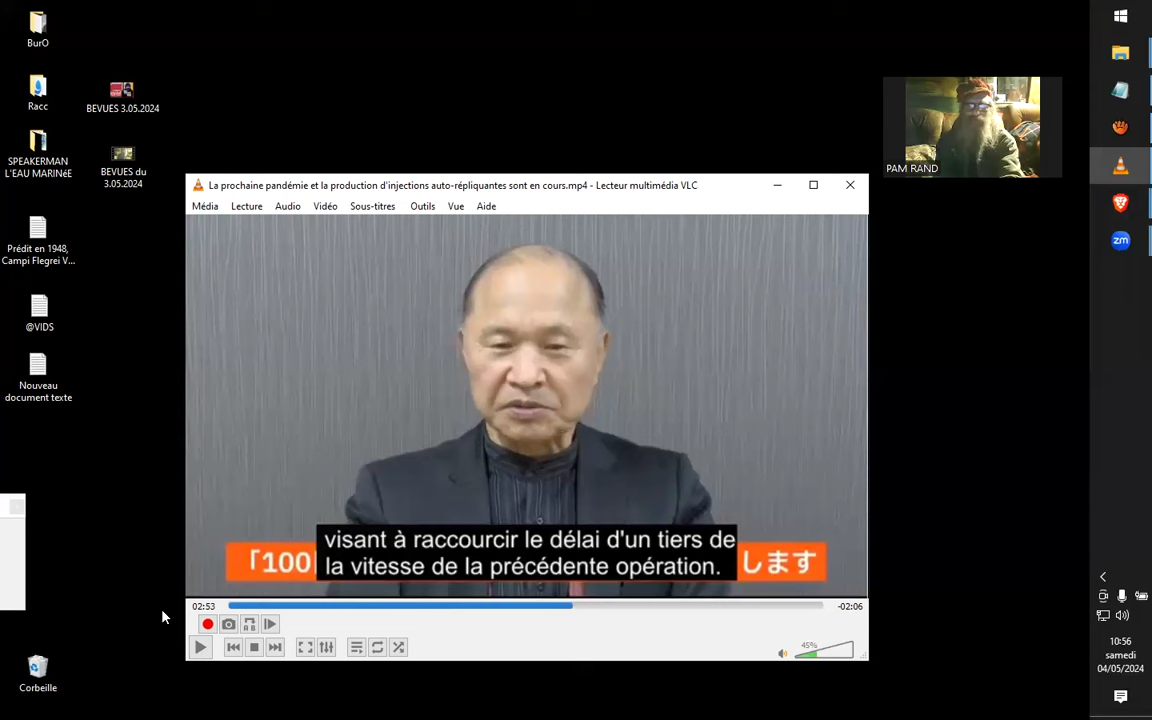 BurO
Racc
BEVUES 3.05.2024
SPEAKERMAN
L'EAU MARINéE
BEVUES du
3.05.2024
Prédit en 1948,
Campi Flegrei V...
@VIDS
Nouveau
document texte
Corbeille
PAM RAND
La prochaine pandémie et la production d'injections auto-répliquantes sont en cours.mp4 - Lecteur multimédia VLC
Média Lecture Audio Vidéo Sous-titres Outils Vue Aide
visant à raccourcir le délai d'un tiers de
la vitesse de la précédente opération.
「100
します
02:53
-02:06
45%
zm
10:56
samedi
04/05/2024